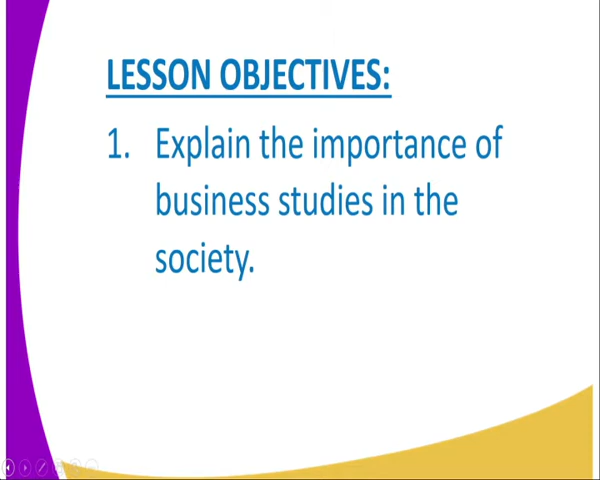 LESSON OBJECTIVES:
1. Explain the importance of
business studies in the
society.